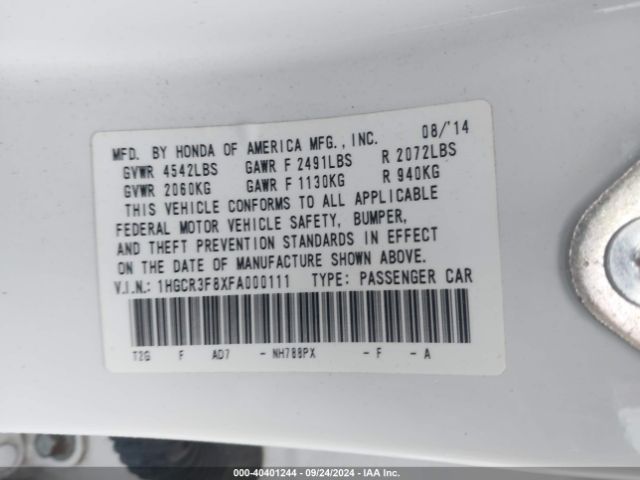 MFD. BY HONDA OF AMERICA MFG., INC. 08/'14
GVWR 4542LBS GAWR F 2491LBS R 2072LBS
GVWR 2060KG GAWR F 1130KG R 940KG
THIS VEHICLE CONFORMS TO ALL APPLICABLE
FEDERAL MOTOR VEHICLE SAFETY, BUMPER,
AND THEFT PREVENTION STANDARDS IN EFFECT
ON THE DATE OF MANUFACTURE SHOWN ABOVE.
V.I.N.: 1HGCR3F8XFA000111 TYPE: PASSENGER CAR
T2G F AD7 - NH788PX - F - A
000-40401244 - 09/24/2024 - IAA Inc.